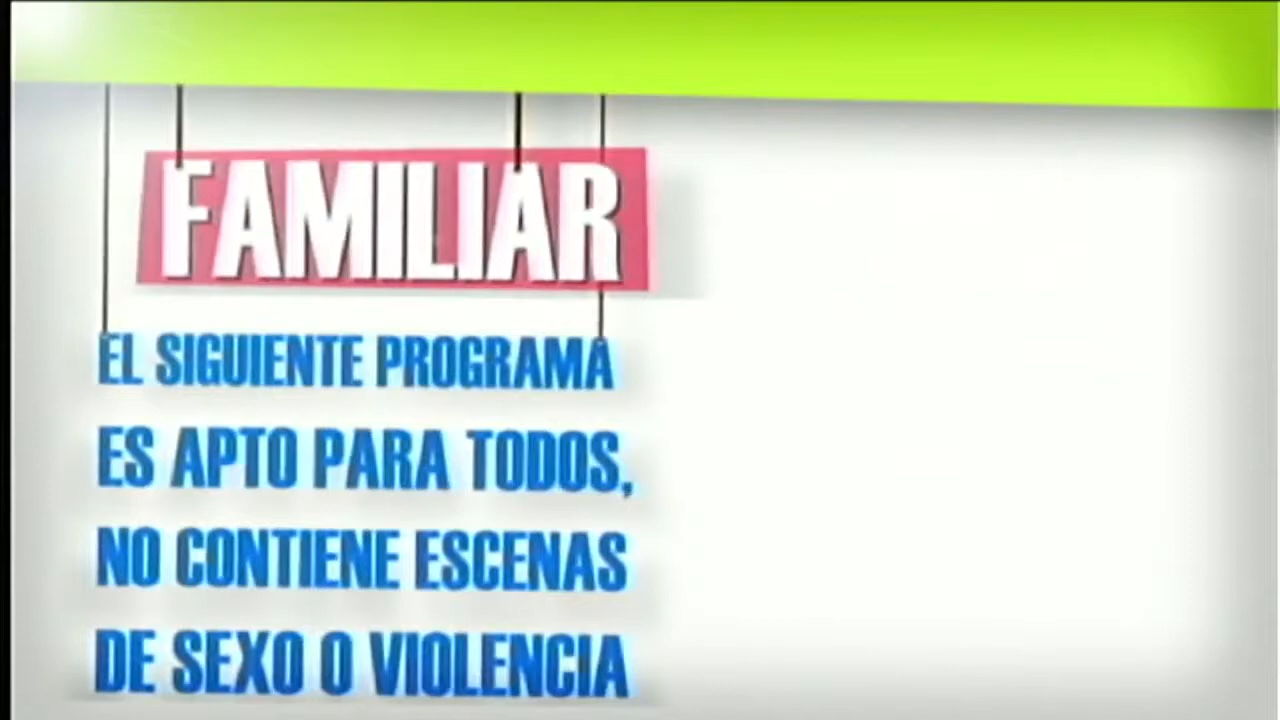 FAMILIAR
EL SIGUIENTE PROGRAMA
ES APTO PARA TODOS,
NO CONTIENE ESCENAS
DE SEXO O VIOLENCIA